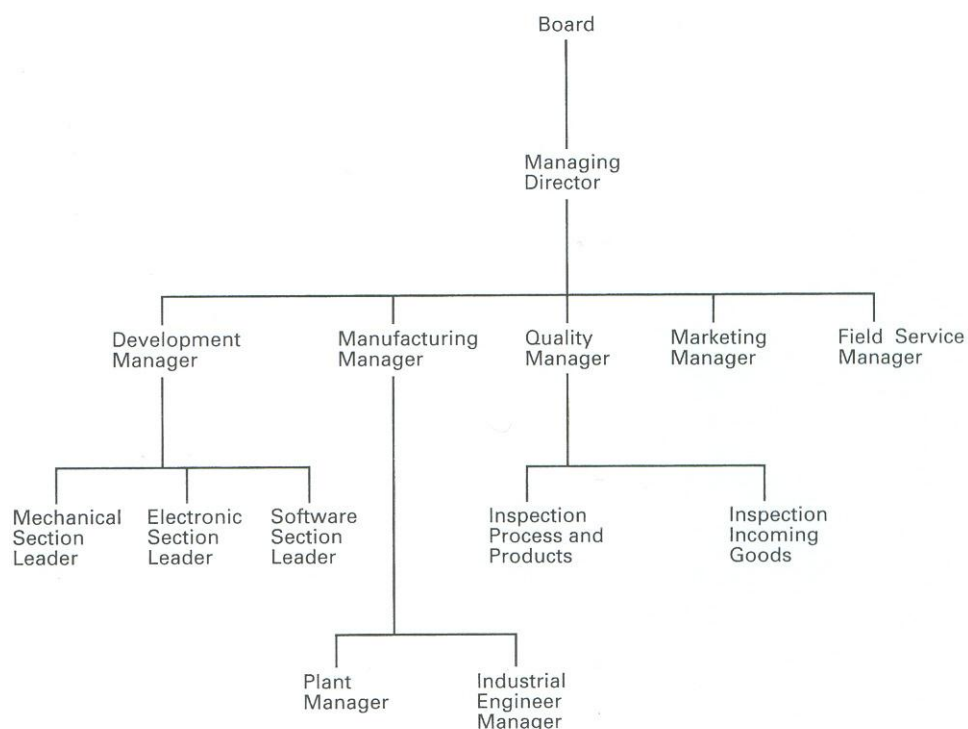 Board
Managing
Director
Development
Manager
Manufacturing
Manager
Quality
Manager
Marketing
Manager
Field Service
Manager
Mechanical
Section
Leader
Electronic
Section
Leader
Software
Section
Leader
Inspection
Process and
Products
Inspection
Incoming
Goods
Plant
Manager
Industrial
Engineer
Manager